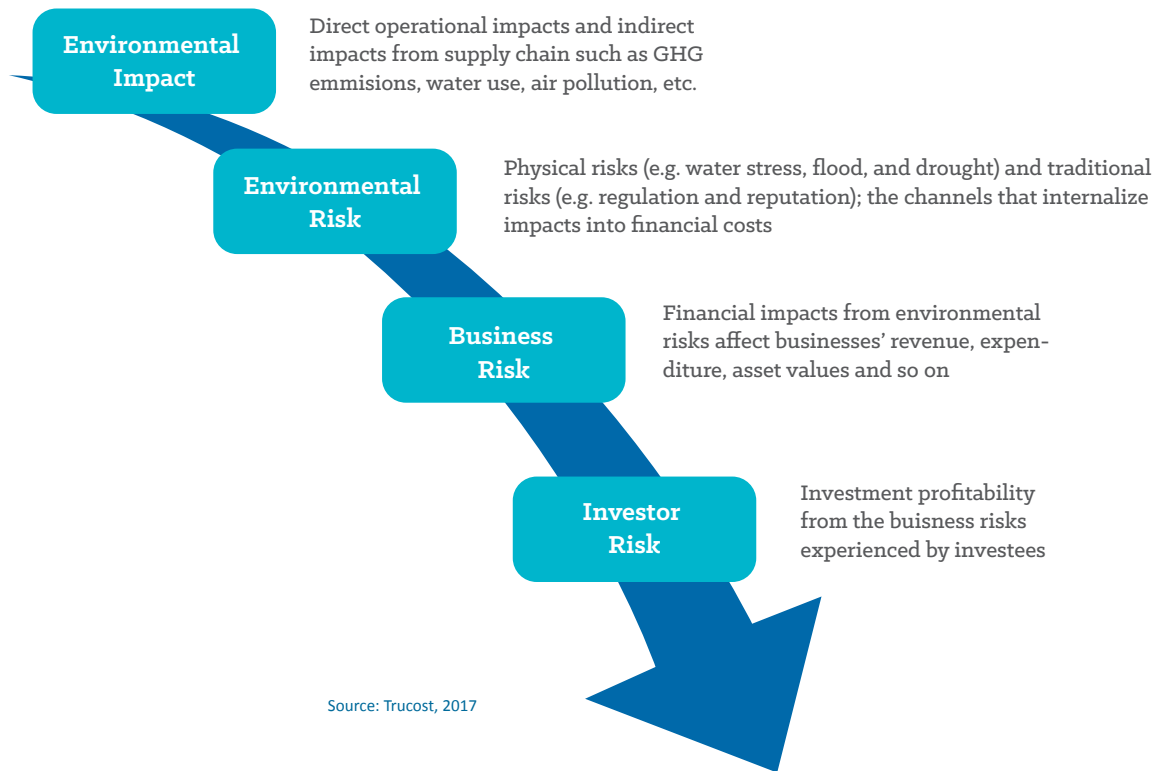 Environmental
Impact
Direct operational impacts and indirect
impacts from supply chain such as GHG
emmisions, water use, air pollution, etc.
Environmental
Risk
Physical risks (e.g. water stress, flood, and drought) and traditional
risks (e.g. regulation and reputation); the channels that internalize
impacts into financial costs
Business
Risk
Financial impacts from environmental
risks affect businesses’ revenue, expen-
diture, asset values and so on
Investor
Risk
Investment profitability
from the buisness risks
experienced by investees
Source: Trucost, 2017